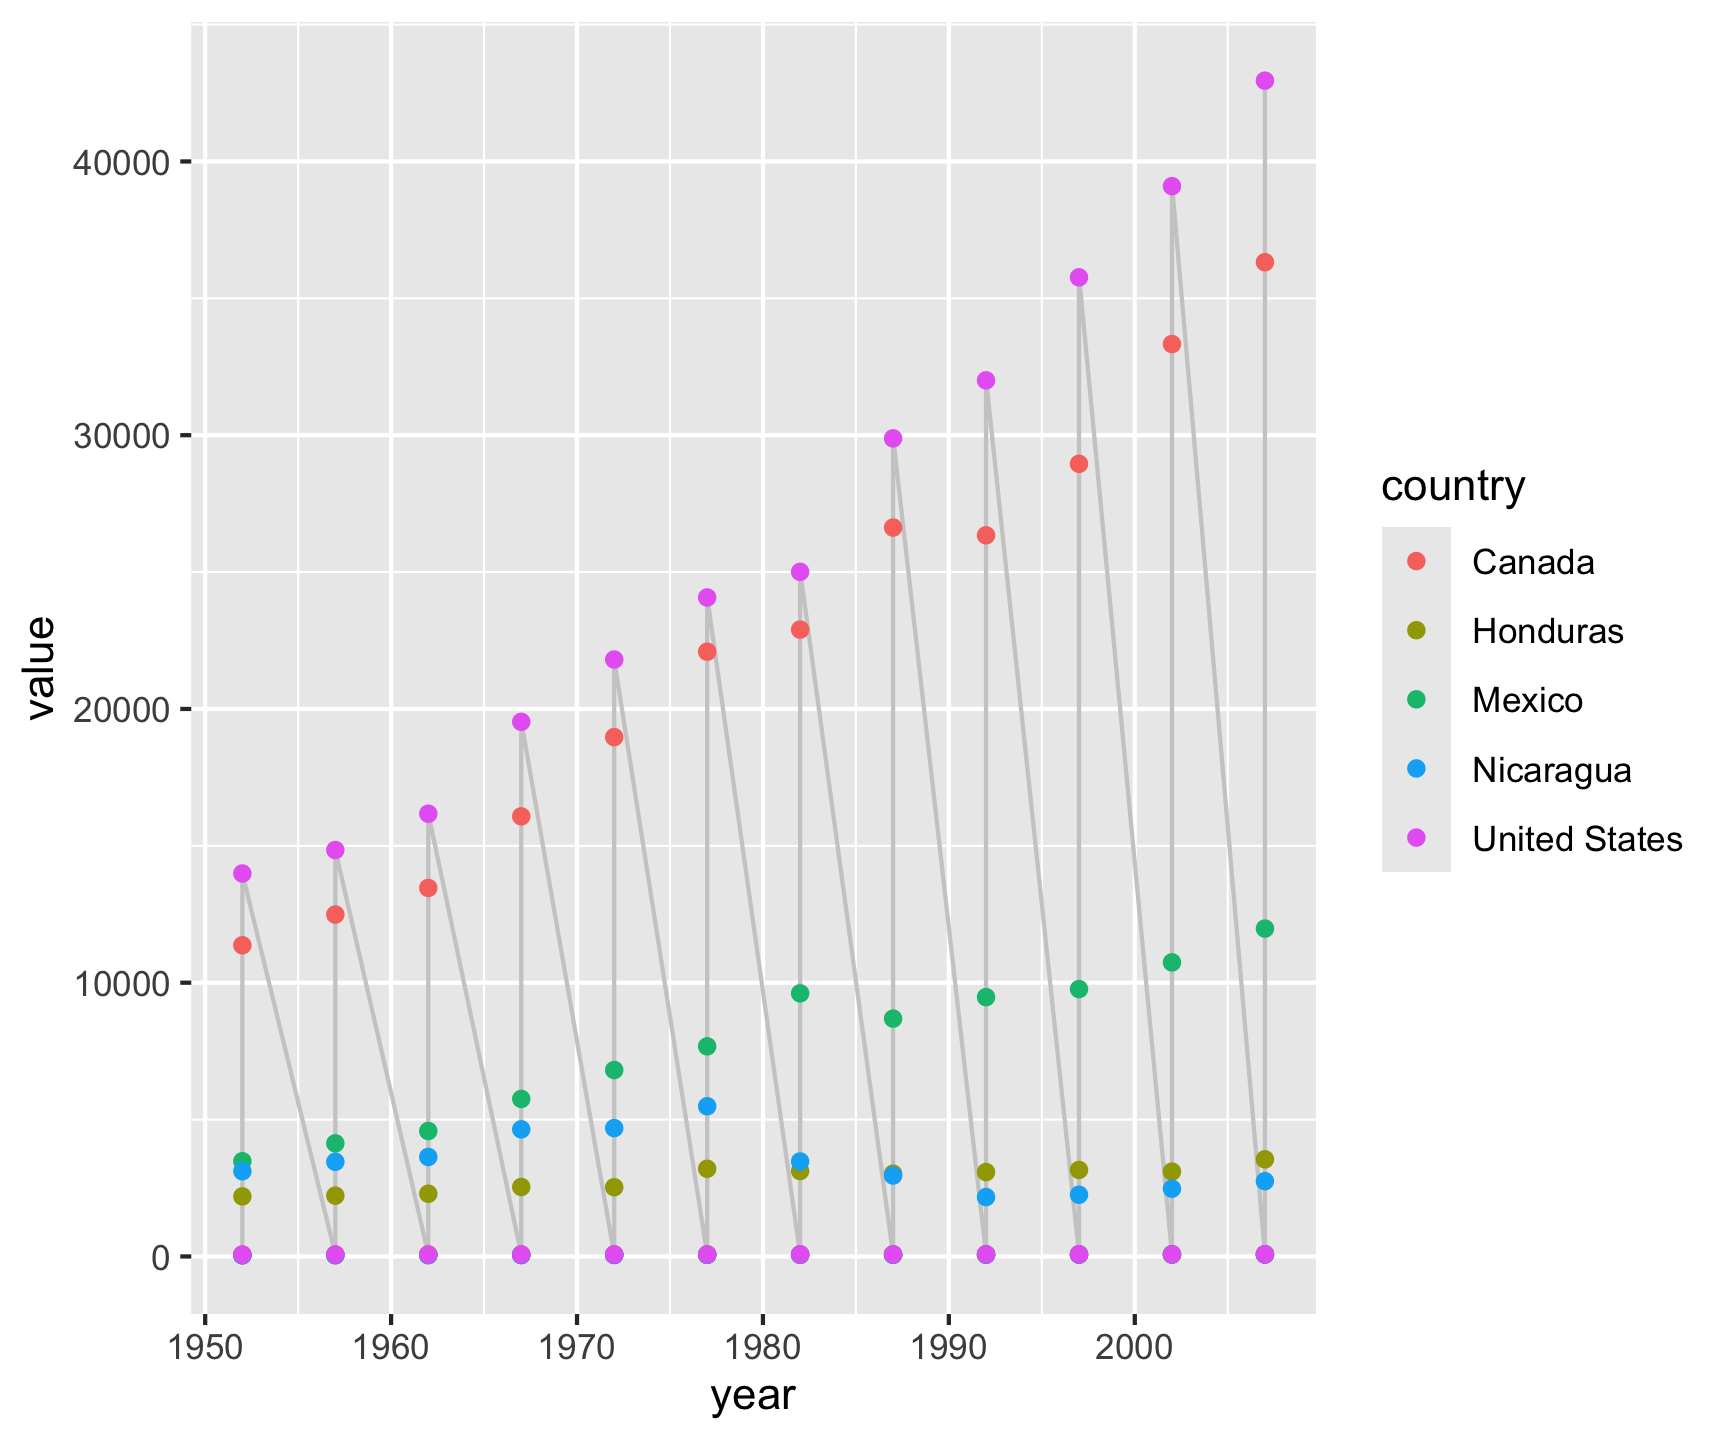 40000
30000
20000
10000
0
value
1950 1960 1970 1980 1990 2000
year
country
Canada
Honduras
Mexico
Nicaragua
United States